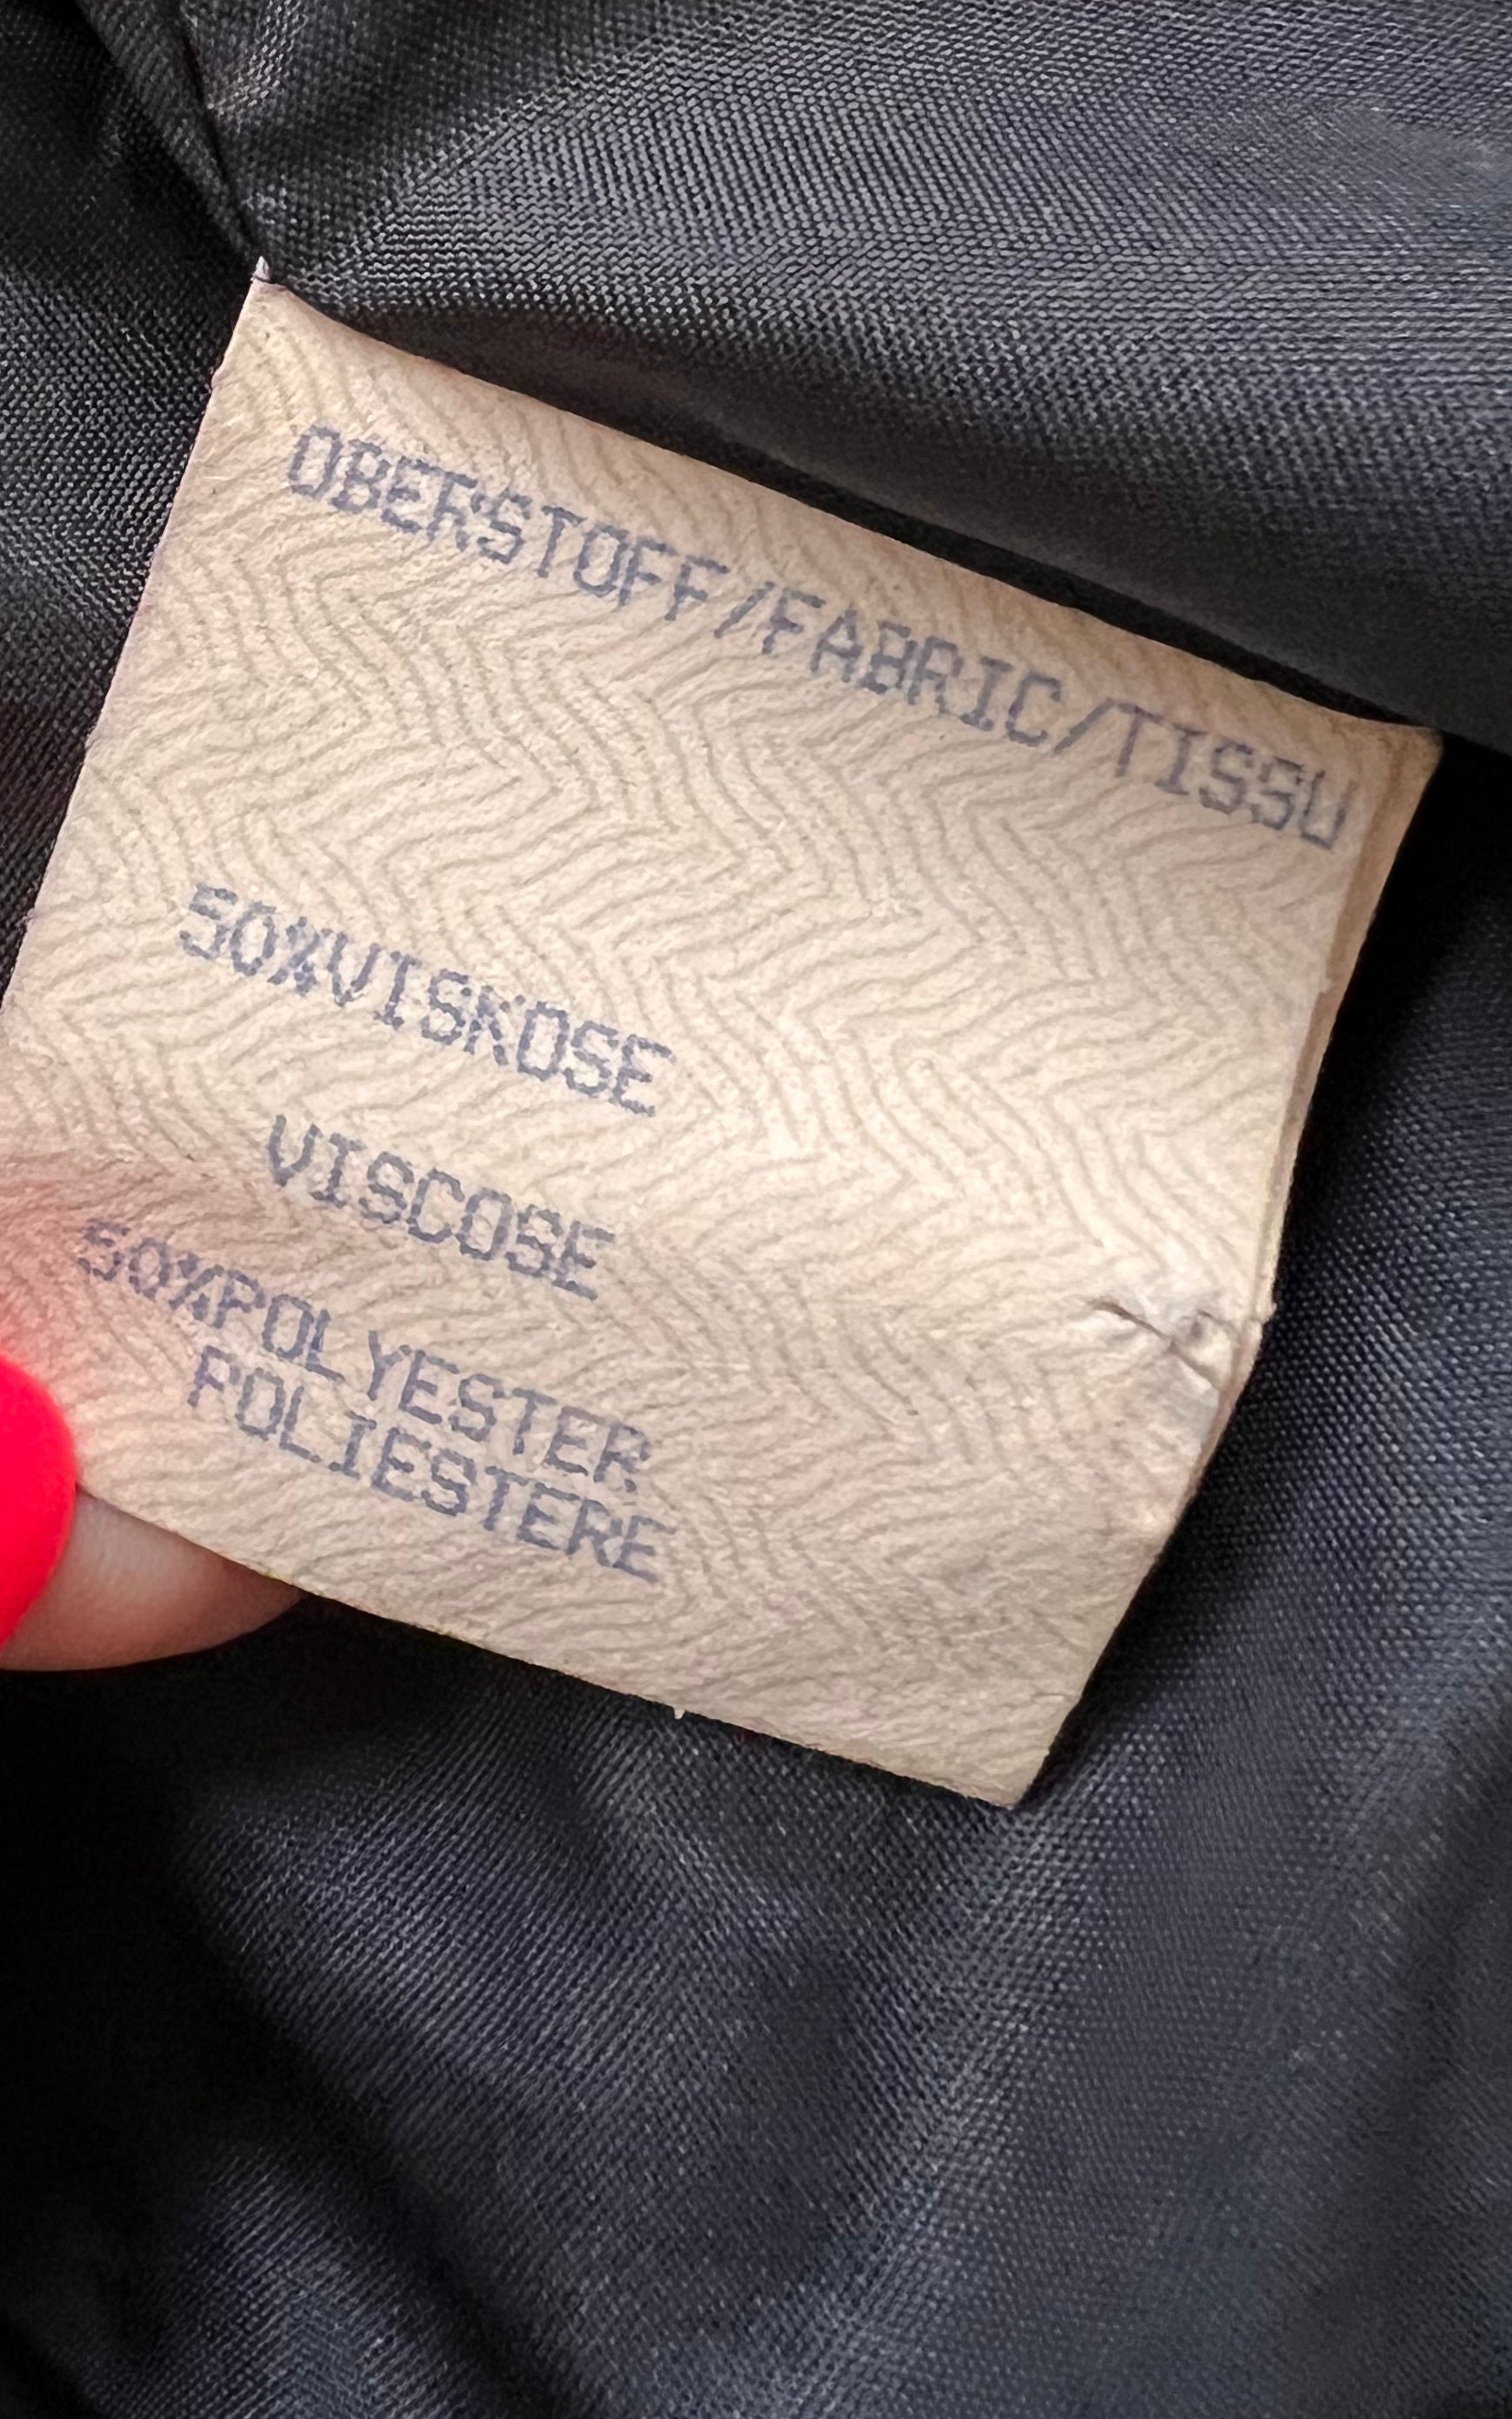 OBERSTOFF/FABRIC/TISSU
50%VISKOSE
VISCOSE
50%POLYESTER
POLIESTERE